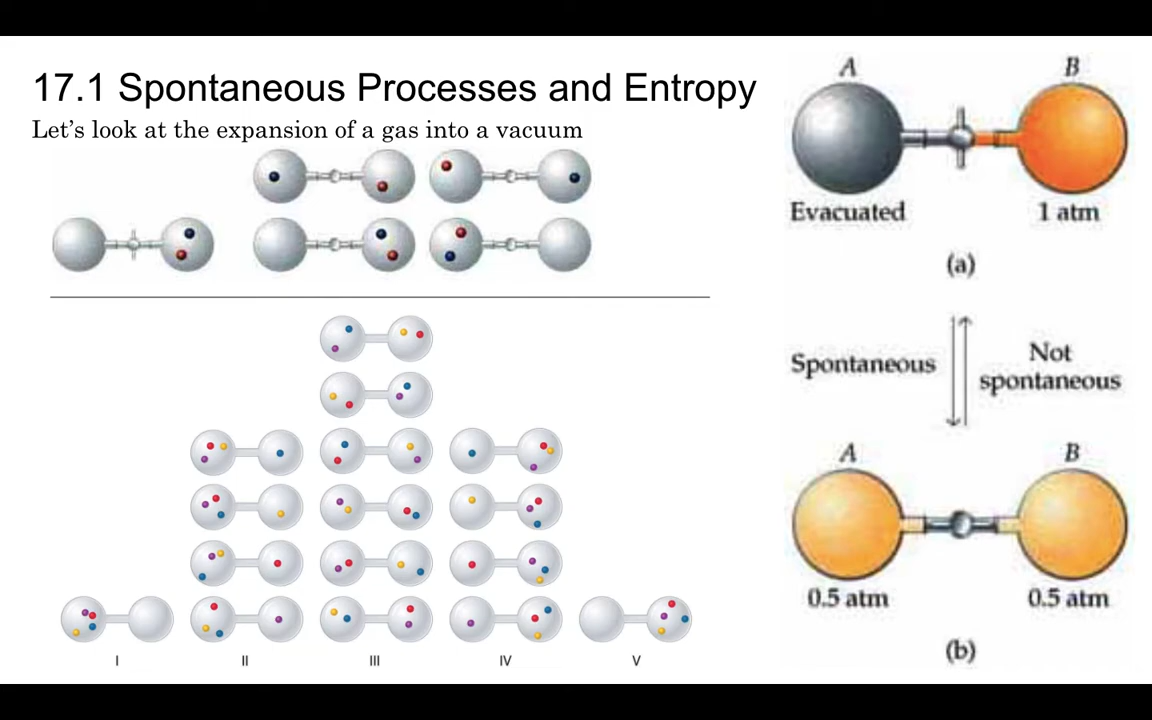 17.1 Spontaneous Processes and Entropy
Let's look at the expansion of a gas into a vacuum
A
B
Evacuated
1 atm
(a)
Spontaneous
Not
spontaneous
A
B
0.5 atm
0.5 atm
(b)
I
II
III
IV
V